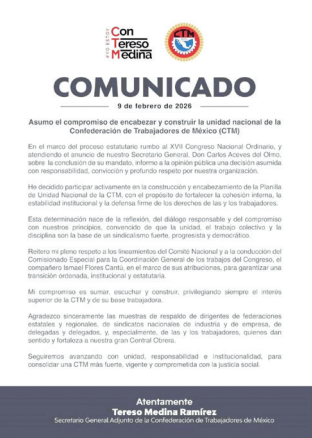 #YO ESTOY
Con
Tereso
Medina
CTM
COMUNICADO
9 de febrero de 2026
Asumo el compromiso de encabezar y construir la unidad nacional de la
Confederación de Trabajadores de México (CTM)
En el marco del proceso estatutario rumbo al XVII Congreso Nacional Ordinario, y
atendiendo el anuncio de nuestro Secretario General, Don Carlos Aceves del Olmo,
sobre la conclusión de su mandato, informo a la opinión pública una decisión asumida
con responsabilidad, convicción y profundo respeto por nuestra organización.
He decidido participar activamente en la construcción y encabezamiento de la Planilla
de Unidad Nacional de la CTM, con el propósito de fortalecer la cohesión interna, la
estabilidad institucional y la defensa firme de los derechos de las y los trabajadores.
Esta determinación nace de la reflexión, del diálogo responsable y del compromiso
con nuestros principios, convencido de que la unidad, el trabajo colectivo y la
disciplina son la base de un sindicalismo fuerte, progresista y democrático.
Reitero mi pleno respeto a los lineamientos del Comité Nacional y a la conducción del
Comisionado Especial para la Coordinación General de los trabajos del Congreso, el
compañero Ismael Flores Cantú, en el marco de sus atribuciones, para garantizar una
transición ordenada, institucional y estatutaria.
Mi compromiso es sumar, escuchar y construir, privilegiando siempre el interés
superior de la CTM y de su base trabajadora.
Agradezco sinceramente las muestras de respaldo de dirigentes de federaciones
estatales y regionales, de sindicatos nacionales de industria y de empresa, de
delegadas y delegados, y, especialmente, de las y los trabajadores, quienes dan
sentido y fortaleza a nuestra gran Central Obrera.
Seguiremos avanzando con unidad, responsabilidad e institucionalidad, para
consolidar una CTM más fuerte, vigente y comprometida con la justicia social.
Atentamente
Tereso Medina Ramírez
Secretario General Adjunto de la Confederación de Trabajadores de México